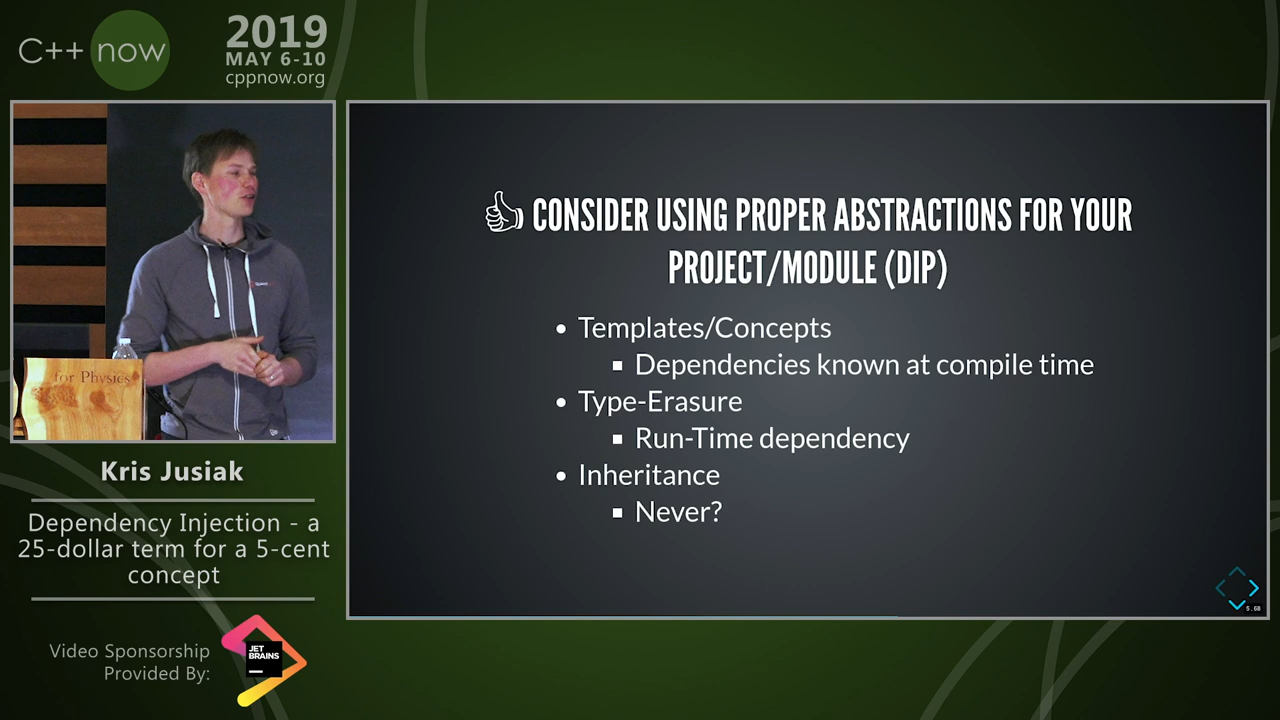 C++ now
2019
MAY 6-10
cppnow.org
for Physics
Kris Jusiak
Dependency Injection - a
25-dollar term for a 5-cent
concept
Video Sponsorship
Provided By:
JET
BRAINS
👍 CONSIDER USING PROPER ABSTRACTIONS FOR YOUR
PROJECT/MODULE (DIP)
• Templates/Concepts
▪ Dependencies known at compile time
• Type-Erasure
▪ Run-Time dependency
• Inheritance
▪ Never?
5.68